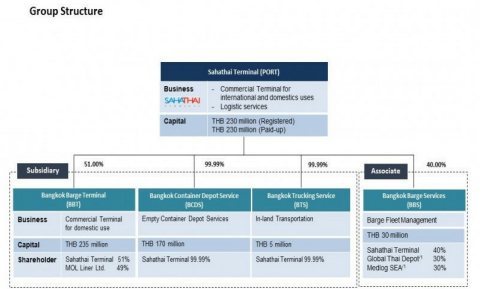 Group Structure
Sahathai Terminal (PORT)
Business
- Commercial Terminal for
international and domestics uses
- Logistic services
SAHATHAI
Capital
THB 230 million (Registered)
THB 230 million (Paid-up)
Subsidiary
51.00%
99.99%
99.99%
Associate
40.00%
Bangkok Barge Terminal
(BBT)
Bangkok Container Depot Service
(BCDS)
Bangkok Trucking Service
(BTS)
Bangkok Barge Services
(BBS)
Business
Commercial Terminal
for domestic use
Empty Container Depot Services
In-land Transportation
Barge Fleet Management
Capital
THB 235 million
THB 170 million
THB 5 million
THB 30 million
Shareholder
Sahathai Terminal 51%
MOL Liner Ltd. 49%
Sahathai Terminal 99.99%
Sahathai Terminal 99.99%
Sahathai Terminal 40%
Global Thai Depot*¹ 30%
Medlog SEA*¹ 30%